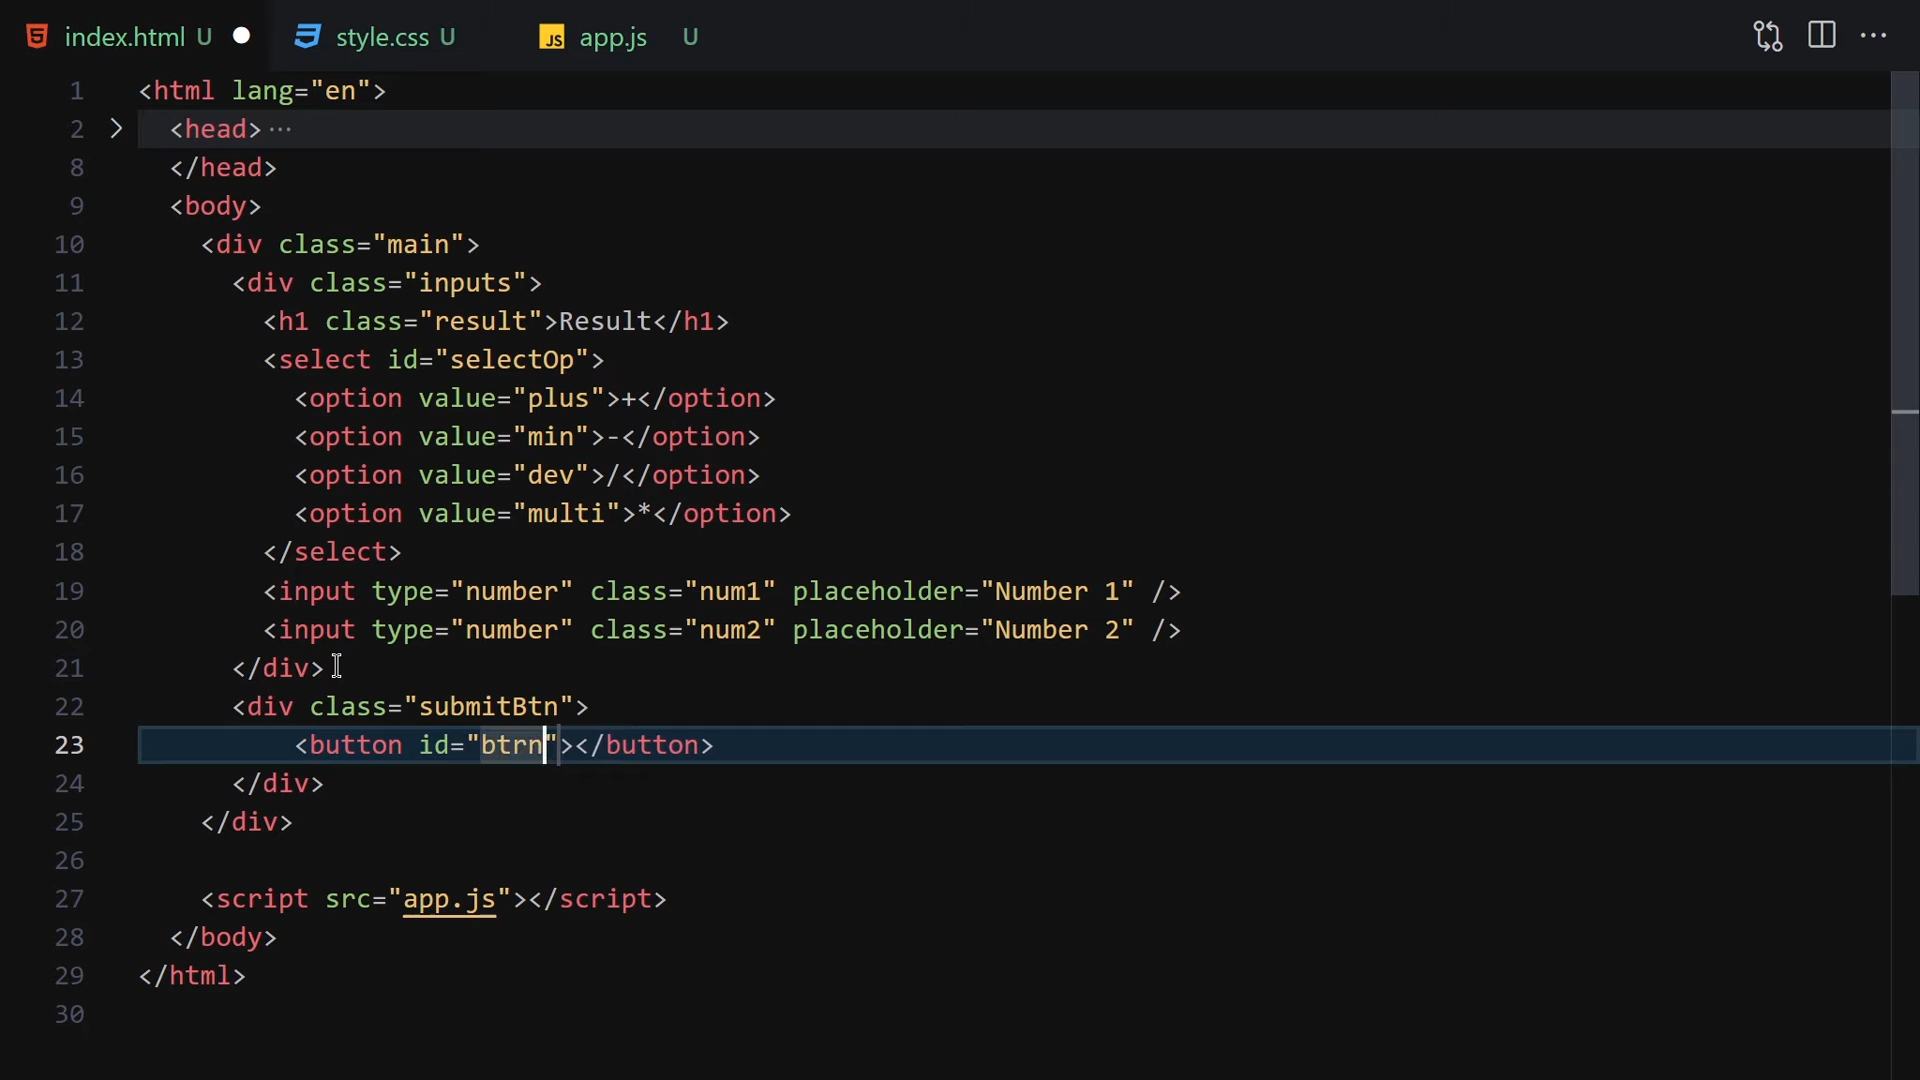 index.html U style.css U JS app.js U
1 <html lang="en">
2 <head>···
8 </head>
9 <body>
10 <div class="main">
11 <div class="inputs">
12 <h1 class="result">Result</h1>
13 <select id="selectOp">
14 <option value="plus">+</option>
15 <option value="min">-</option>
16 <option value="dev">/</option>
17 <option value="multi">*</option>
18 </select>
19 <input type="number" class="num1" placeholder="Number 1" />
20 <input type="number" class="num2" placeholder="Number 2" />
21 </div>
22 <div class="submitBtn">
23 <button id="btrn"></button>
24 </div>
25 </div>
26
27 <script src="app.js"></script>
28 </body>
29 </html>
30